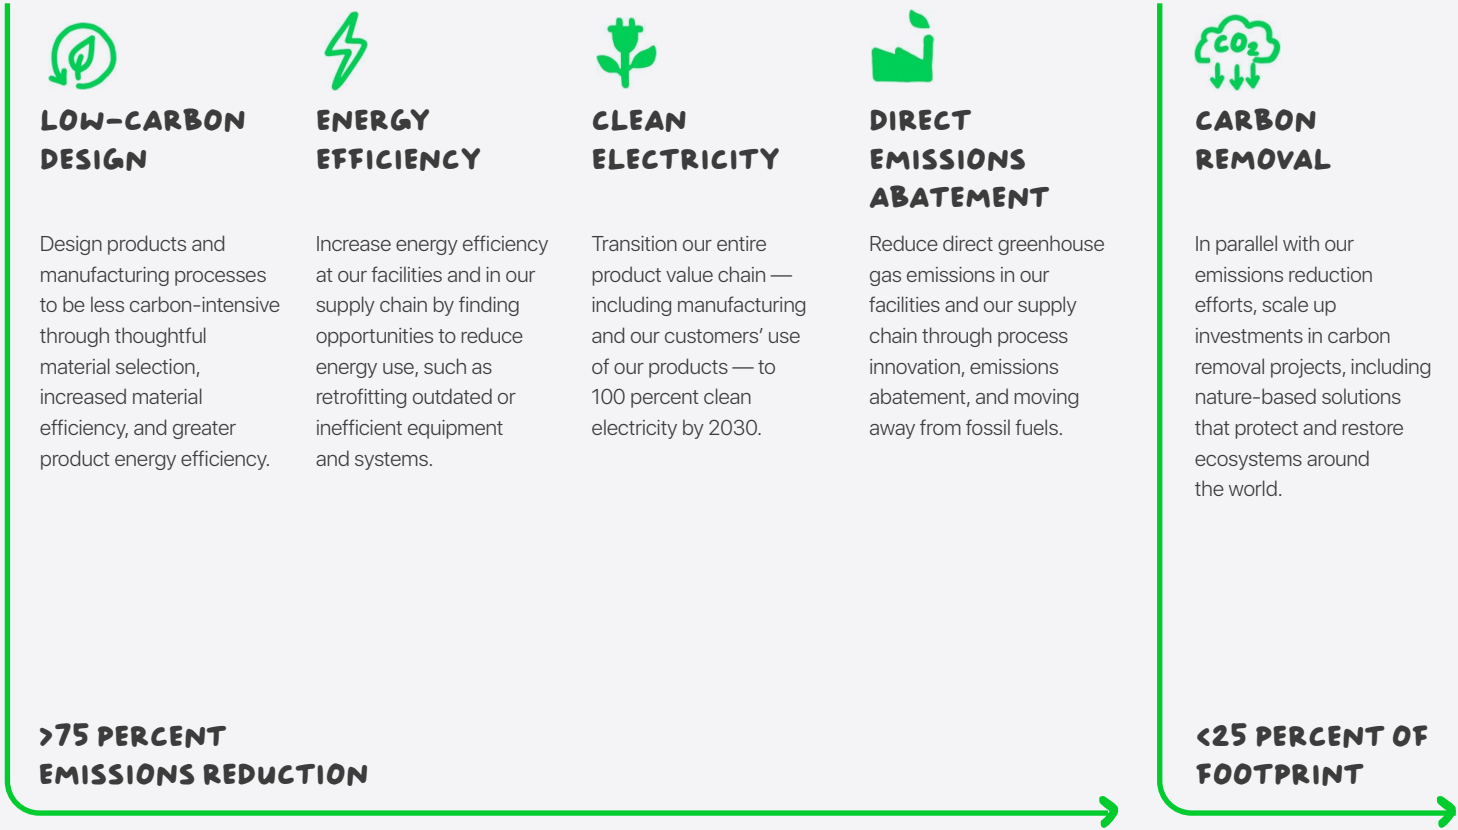 LOW-CARBON
DESIGN
Design products and
manufacturing processes
to be less carbon-intensive
through thoughtful
material selection,
increased material
efficiency, and greater
product energy efficiency.
ENERGY
EFFICIENCY
Increase energy efficiency
at our facilities and in our
supply chain by finding
opportunities to reduce
energy use, such as
retrofitting outdated or
inefficient equipment
and systems.
CLEAN
ELECTRICITY
Transition our entire
product value chain —
including manufacturing
and our customers’ use
of our products — to
100 percent clean
electricity by 2030.
DIRECT
EMISSIONS
ABATEMENT
Reduce direct greenhouse
gas emissions in our
facilities and our supply
chain through process
innovation, emissions
abatement, and moving
away from fossil fuels.
>75 PERCENT
EMISSIONS REDUCTION
CO₂
CARBON
REMOVAL
In parallel with our
emissions reduction
efforts, scale up
investments in carbon
removal projects, including
nature-based solutions
that protect and restore
ecosystems around
the world.
<25 PERCENT OF
FOOTPRINT